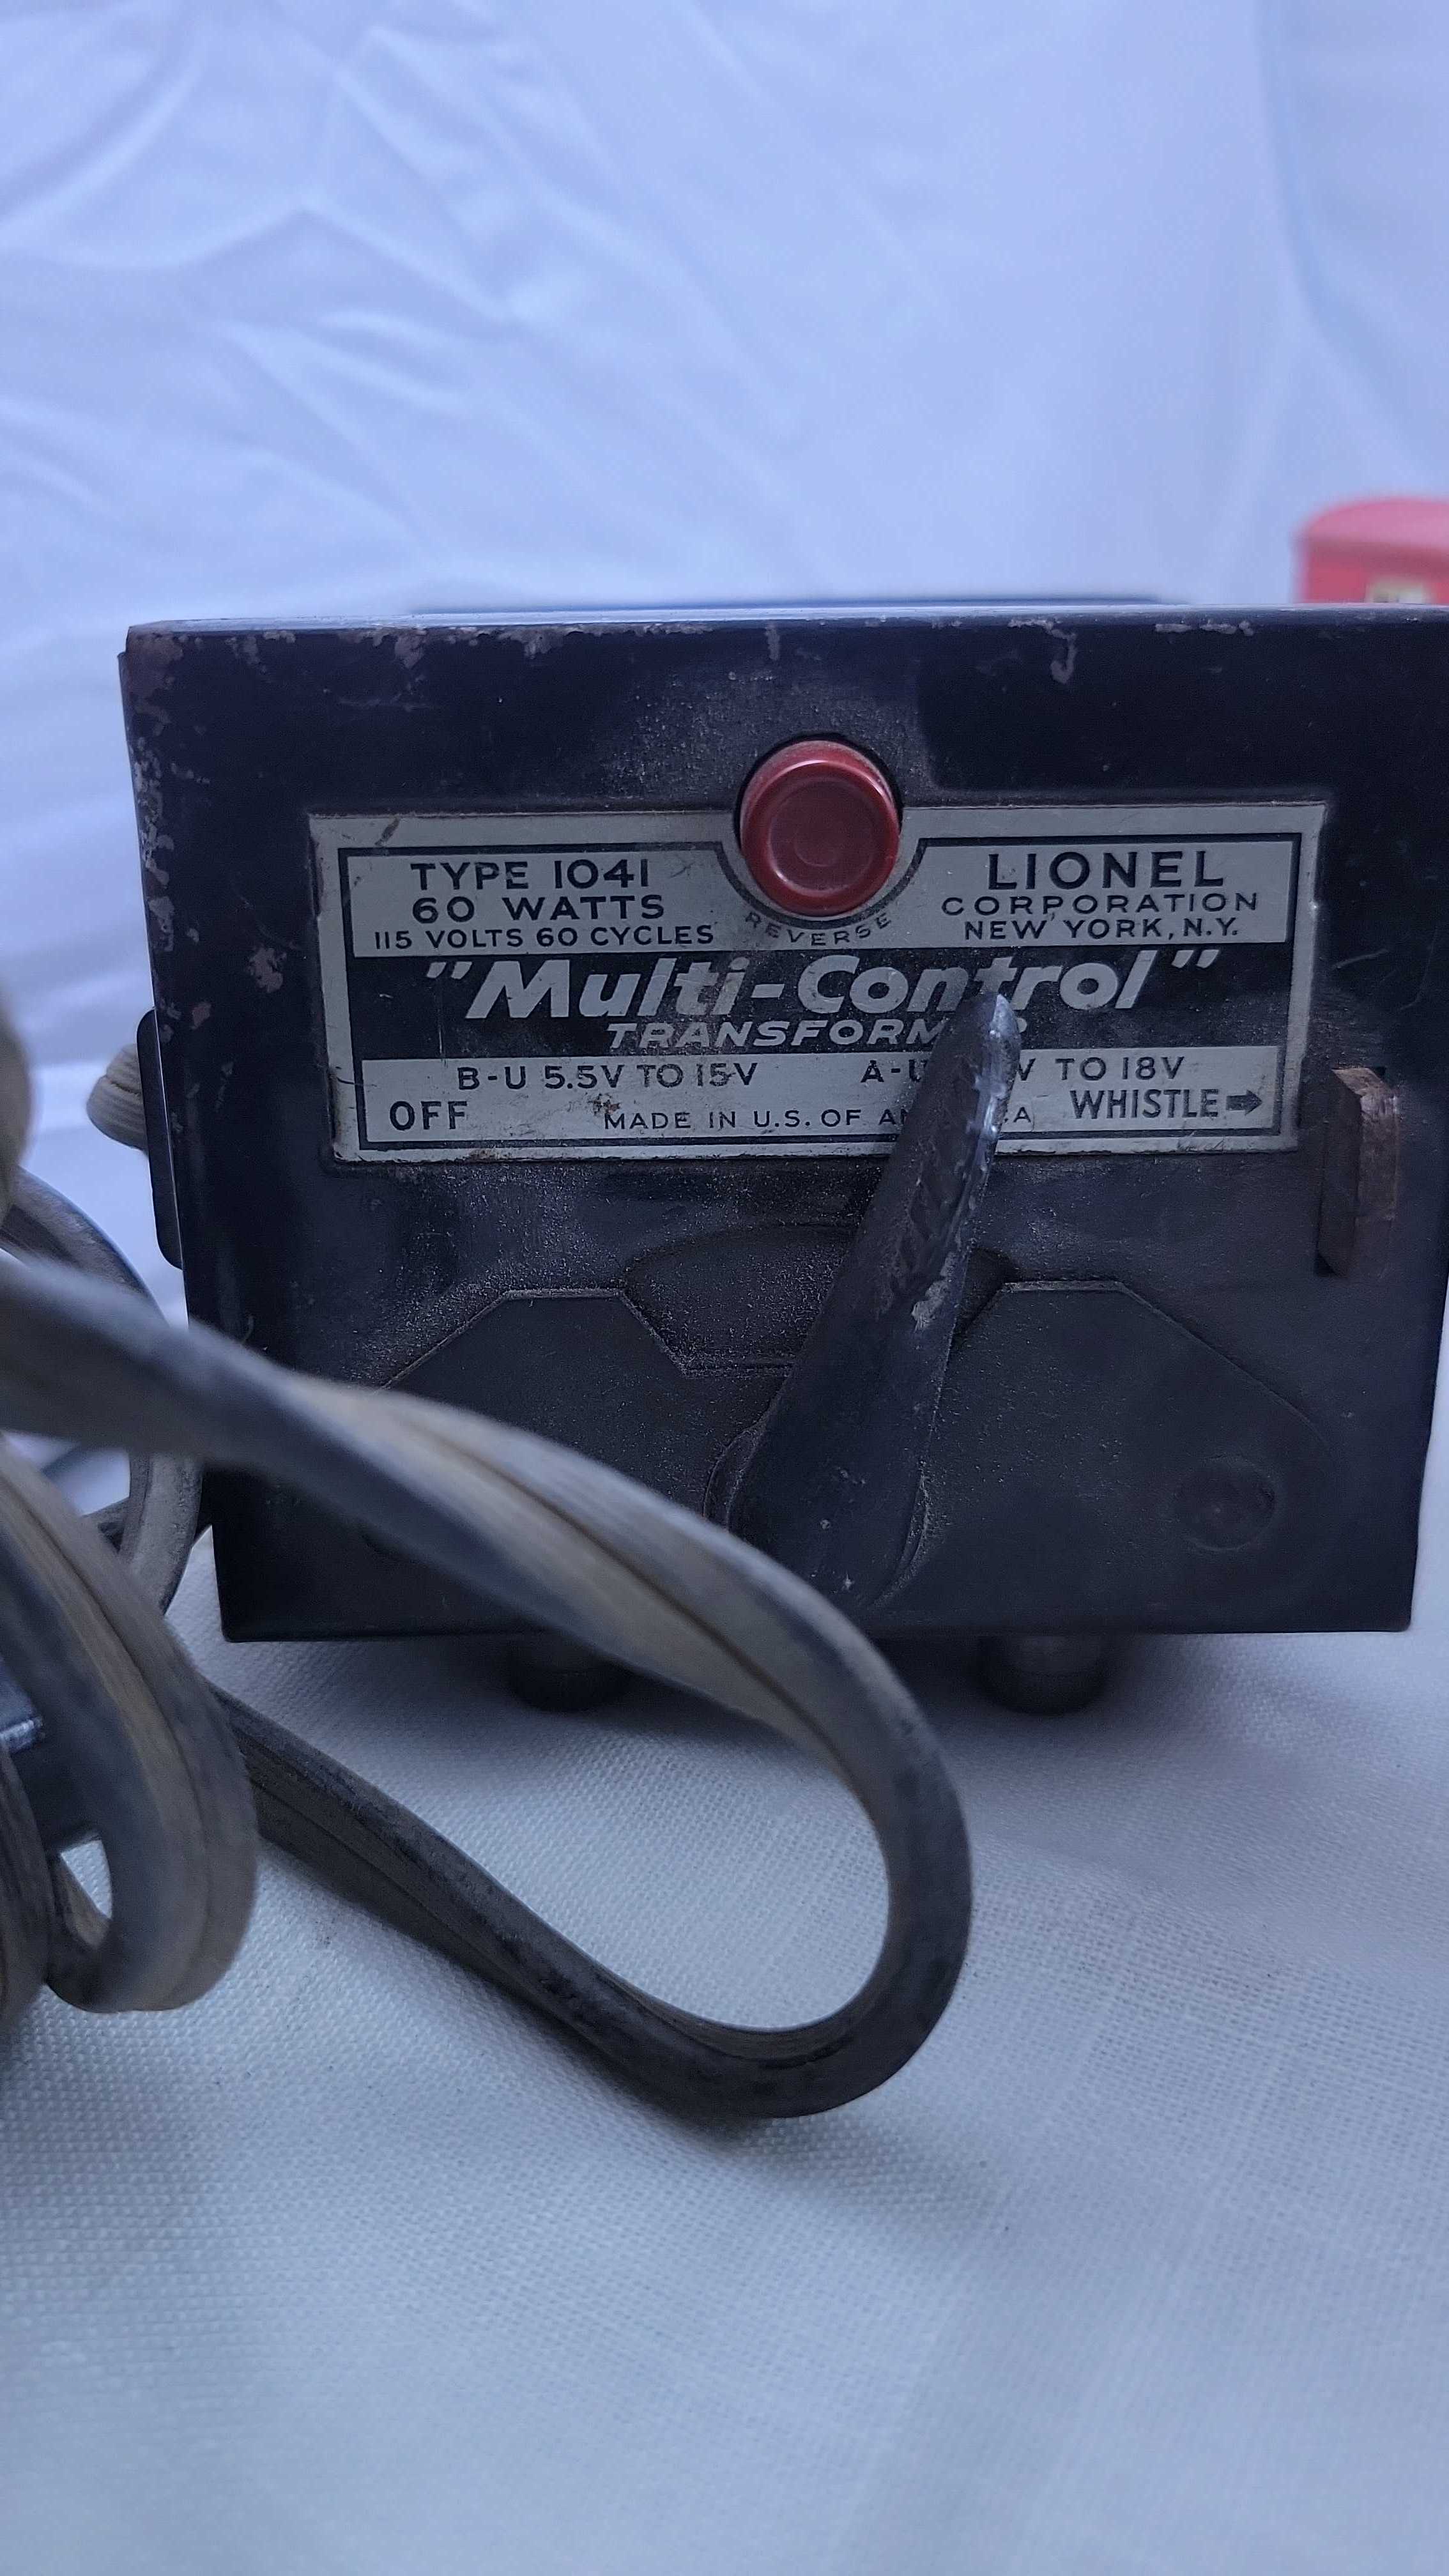 TYPE 1041
60 WATTS
115 VOLTS 60 CYCLES
REVERSE
LIONEL
CORPORATION
NEW YORK, N.Y.
"Multi-Control"
TRANSFORM
B-U 5.5V TO 15V
A-U V TO 18V
OFF
MADE IN U.S. OF A
WHISTLE➡